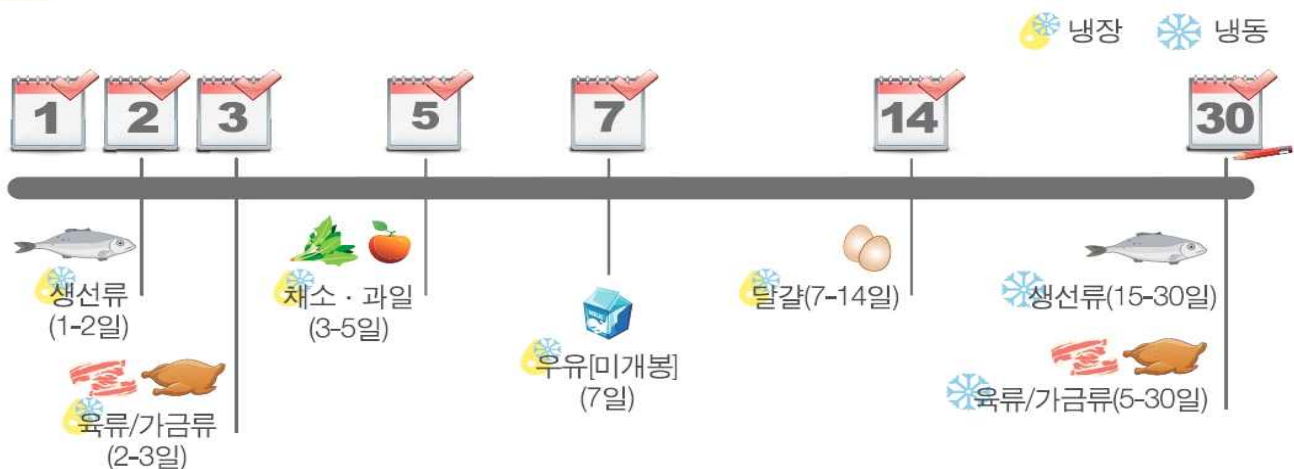 냉장 냉동
1 2 3 5 7 14 30
생선류
(1-2일)
육류/가금류
(2-3일)
채소 · 과일
(3-5일)
MILK
우유[미개봉]
(7일)
달걀(7-14일)
생선류(15-30일)
육류/가금류(5-30일)